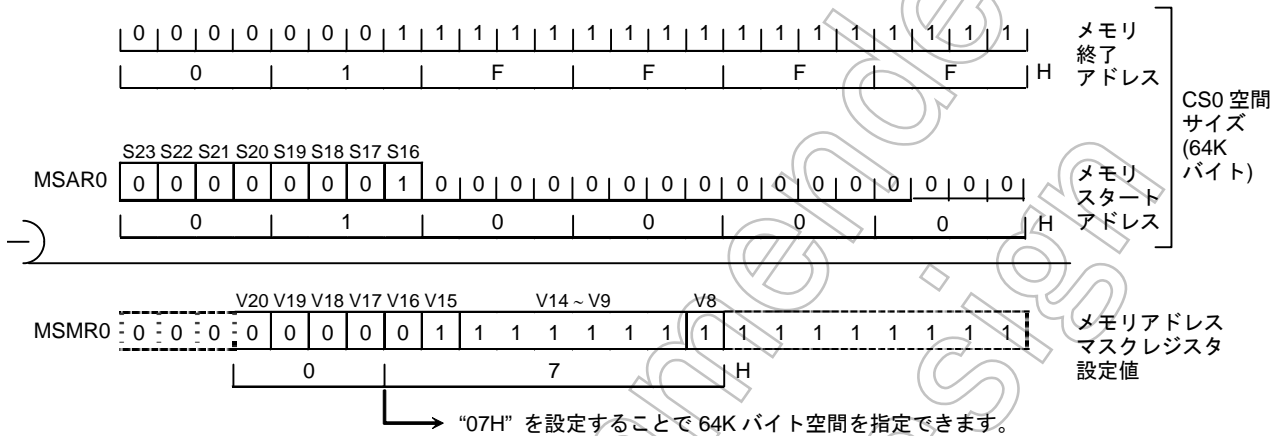 0 0 0 0 0 0 0 1 1 1 1 1 1 1 1 1 1 1 1 1 1 1 1 1
0 1 F F F F H
メモリ
終了
アドレス
CS0 空間
サイズ
(64K
バイト)
S23 S22 S21 S20 S19 S18 S17 S16
MSAR0 0 0 0 0 0 0 0 1 0 0 0 0 0 0 0 0 0 0 0 0 0 0 0 0
0 1 0 0 0 0 H
メモリ
スタート
アドレス
−)
V20 V19 V18 V17 V16 V15 V14 ~ V9 V8
MSMR0 0 0 0 0 0 0 0 0 1 1 1 1 1 1 1 1 1 1 1 1 1 1 1 1
0 7 H
メモリアドレス
マスクレジスタ
設定値
“07H” を設定することで 64K バイト空間を指定できます。